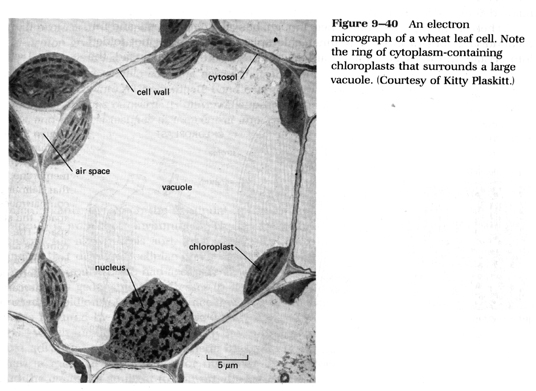 Figure 9–40 An electron
micrograph of a wheat leaf cell. Note
the ring of cytoplasm-containing
chloroplasts that surrounds a large
vacuole. (Courtesy of Kitty Plaskitt.)
cytosol
cell wall
air space
vacuole
chloroplast
nucleus
5 μm